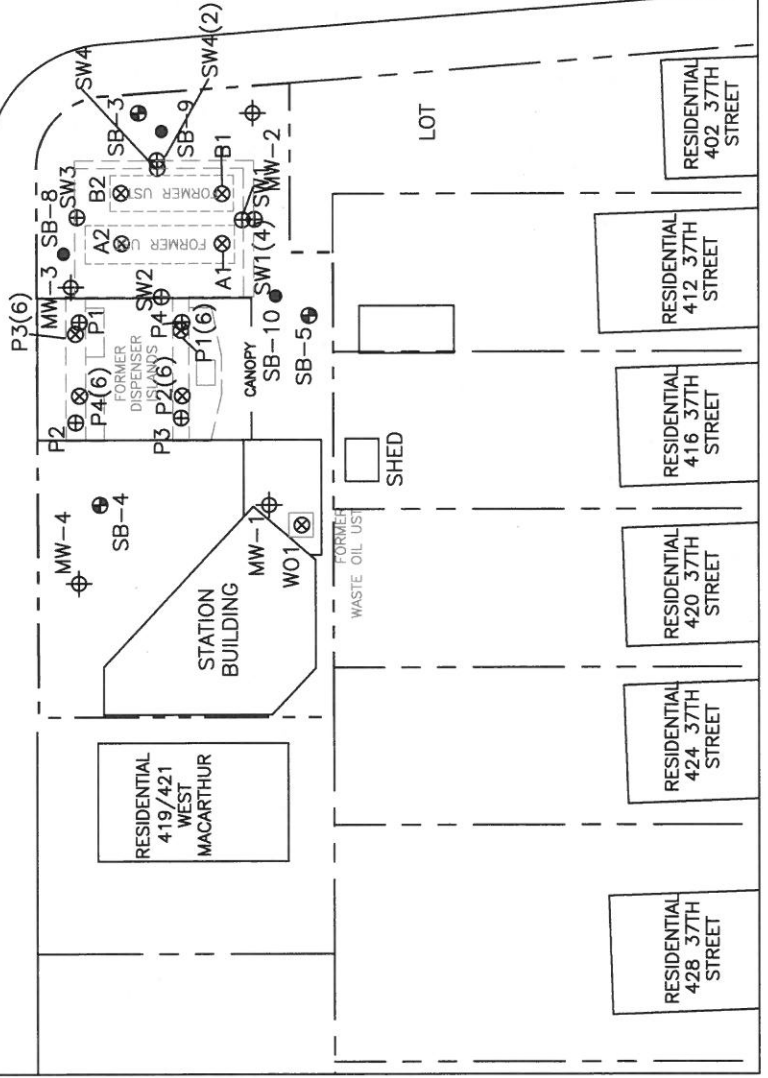 SW4
SW4(2)
SB-3
SB-9
B1
MW-2
SW1
SW1(4)
A1
SB-8
SW3
B2
A2
FORMER UST
FORMER U
MW-3
SW2
P3(6)
P1
P4
P1(6)
SB-10
SB-5
CANOPY
FORMER
DISPENSER
ISLANDS
P4(6)
P2(6)
P2
P3
SB-4
MW-4
MW-1
WO1
FORMER
WASTE OIL UST
SHED
STATION
BUILDING
LOT
RESIDENTIAL
419/421
WEST
MACARTHUR
RESIDENTIAL
402 37TH
STREET
RESIDENTIAL
412 37TH
STREET
RESIDENTIAL
416 37TH
STREET
RESIDENTIAL
420 37TH
STREET
RESIDENTIAL
424 37TH
STREET
RESIDENTIAL
428 37TH
STREET